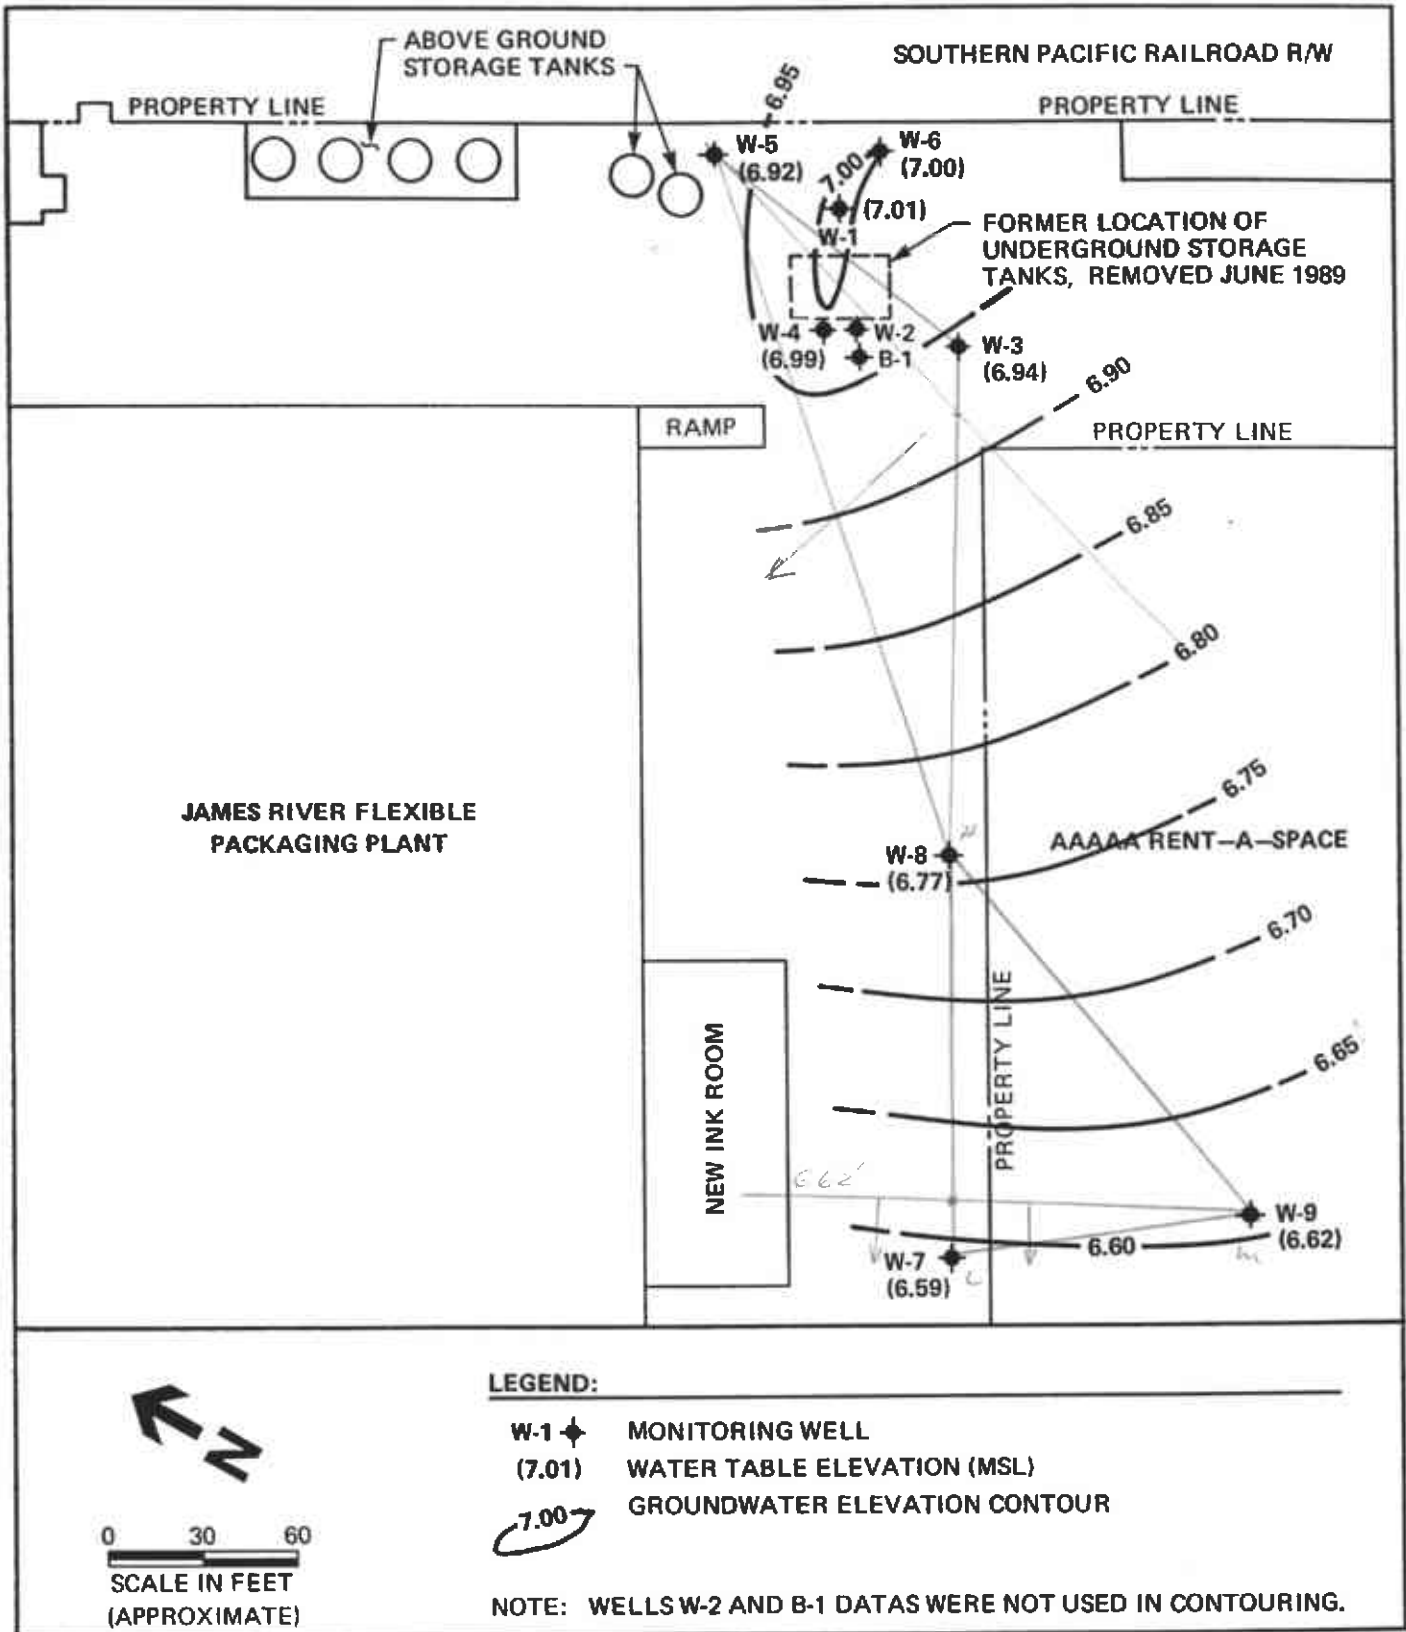 ABOVE GROUND
STORAGE TANKS
SOUTHERN PACIFIC RAILROAD R/W
6.95
PROPERTY LINE
PROPERTY LINE
W-5
(6.92)
W-6
(7.00)
7.00
(7.01)
W-1
FORMER LOCATION OF
UNDERGROUND STORAGE
TANKS, REMOVED JUNE 1989
W-4
(6.99)
W-2
B-1
W-3
(6.94)
6.90
RAMP
PROPERTY LINE
6.85
6.80
6.75
JAMES RIVER FLEXIBLE
PACKAGING PLANT
AAAAA RENT-A-SPACE
H
W-8
(6.77)
6.70
PROPERTY LINE
NEW INK ROOM
6.65
6.62'
W-9
(6.62)
m
6.60
W-7
(6.59)
L
N
0 30 60
SCALE IN FEET
(APPROXIMATE)
LEGEND:
W-1 MONITORING WELL
(7.01) WATER TABLE ELEVATION (MSL)
7.00 GROUNDWATER ELEVATION CONTOUR
NOTE: WELLS W-2 AND B-1 DATAS WERE NOT USED IN CONTOURING.